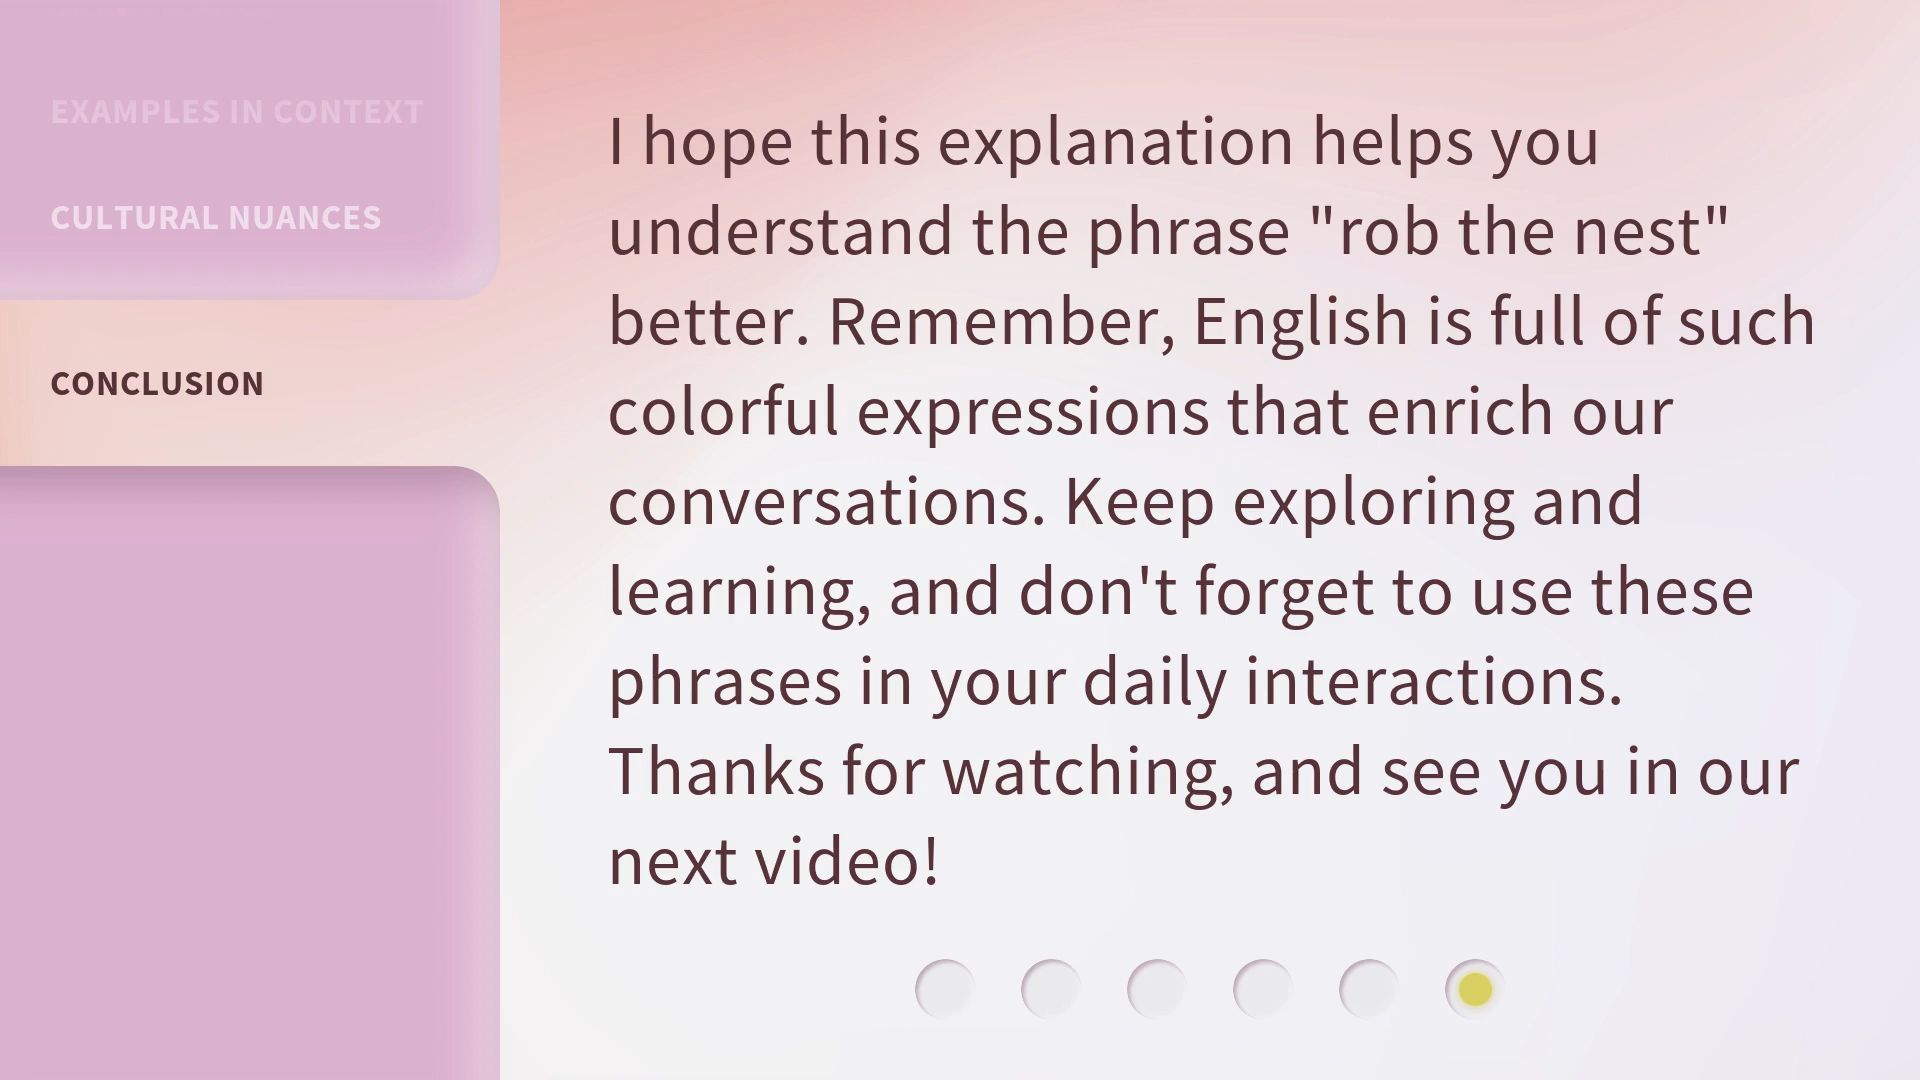 EXAMPLES IN CONTEXT
CULTURAL NUANCES
CONCLUSION
I hope this explanation helps you
understand the phrase "rob the nest"
better. Remember, English is full of such
colorful expressions that enrich our
conversations. Keep exploring and
learning, and don't forget to use these
phrases in your daily interactions.
Thanks for watching, and see you in our
next video!